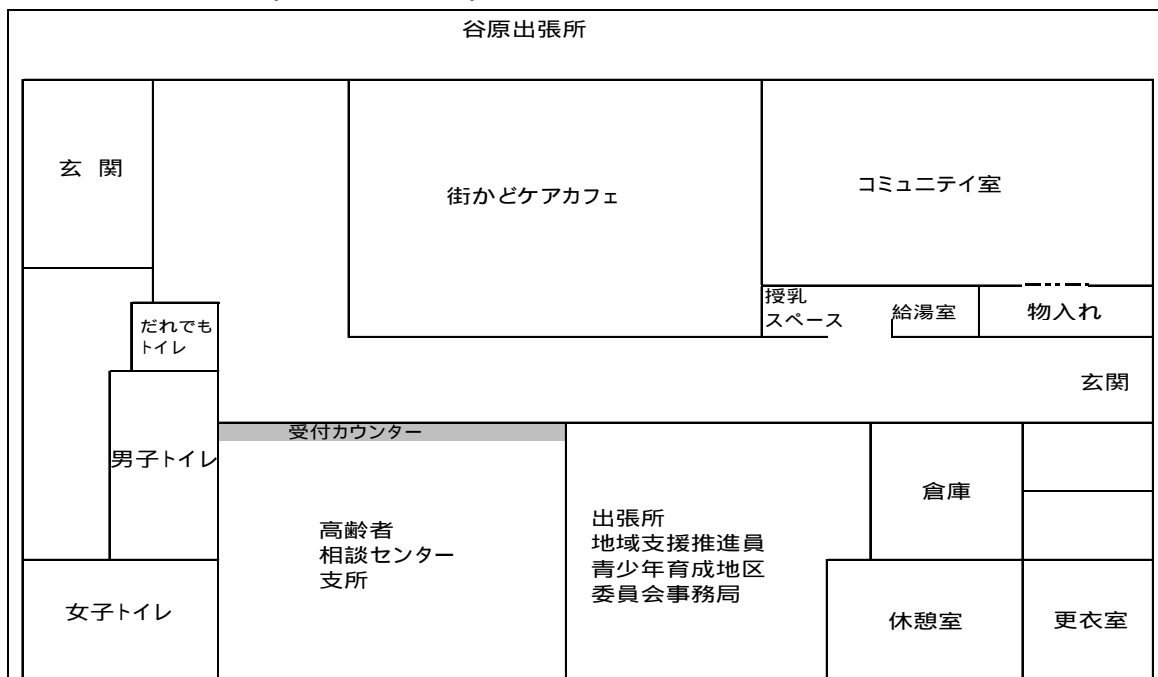 谷原出張所
玄 関
街かどケアカフェ
コミュニテイ室
授乳
スペース
給湯室
物入れ
だれでも
トイレ
玄関
受付カウンター
男子トイレ
倉庫
高齢者
相談センター
支所
出張所
地域支援推進員
青少年育成地区
委員会事務局
女子トイレ
休憩室
更衣室